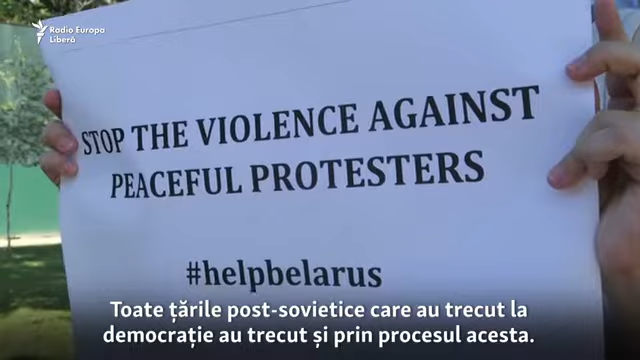 Radio Europa
Liberă
STOP THE VIOLENCE AGAINST
PEACEFUL PROTESTERS
#helpbelarus
Toate țările post-sovietice care au trecut la
democrație au trecut și prin procesul acesta.